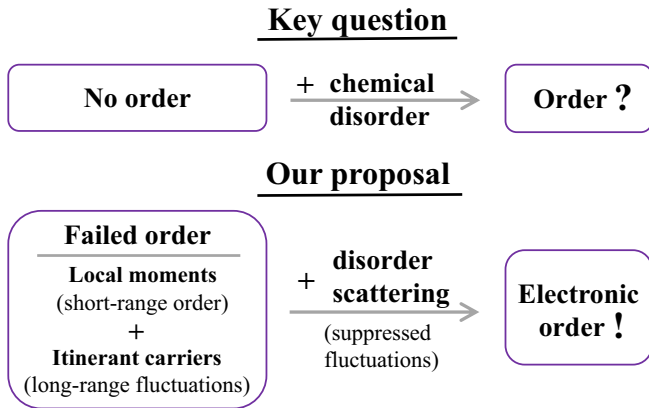 Key question
No order
+ chemical
disorder
Order ?
Our proposal
Failed order
Local moments
(short-range order)
+
Itinerant carriers
(long-range fluctuations)
+ disorder
scattering
(suppressed
fluctuations)
Electronic
order !